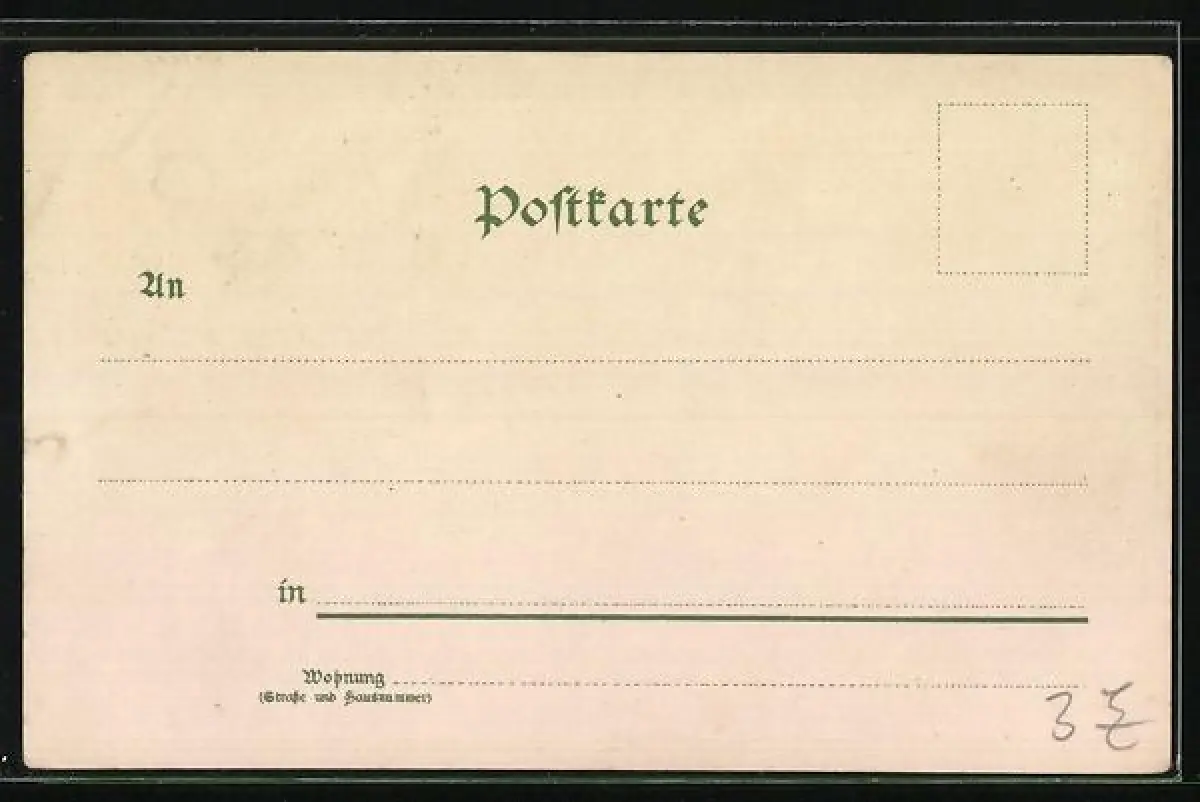 Poſtkarte
An
in
Wohnung
(Straße und Hausnummer)
3